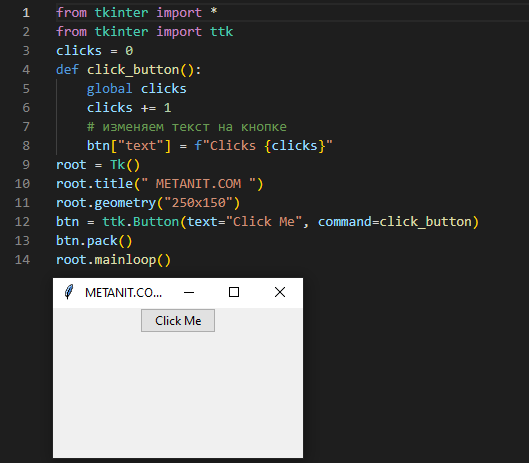 1 from tkinter import *
2 from tkinter import ttk
3 clicks = 0
4 def click_button():
5     global clicks
6     clicks += 1
7     # изменяем текст на кнопке
8     btn["text"] = f"Clicks {clicks}"
9 root = Tk()
10 root.title(" METANIT.COM ")
11 root.geometry("250x150")
12 btn = ttk.Button(text="Click Me", command=click_button)
13 btn.pack()
14 root.mainloop()
METANIT.CO...
Click Me